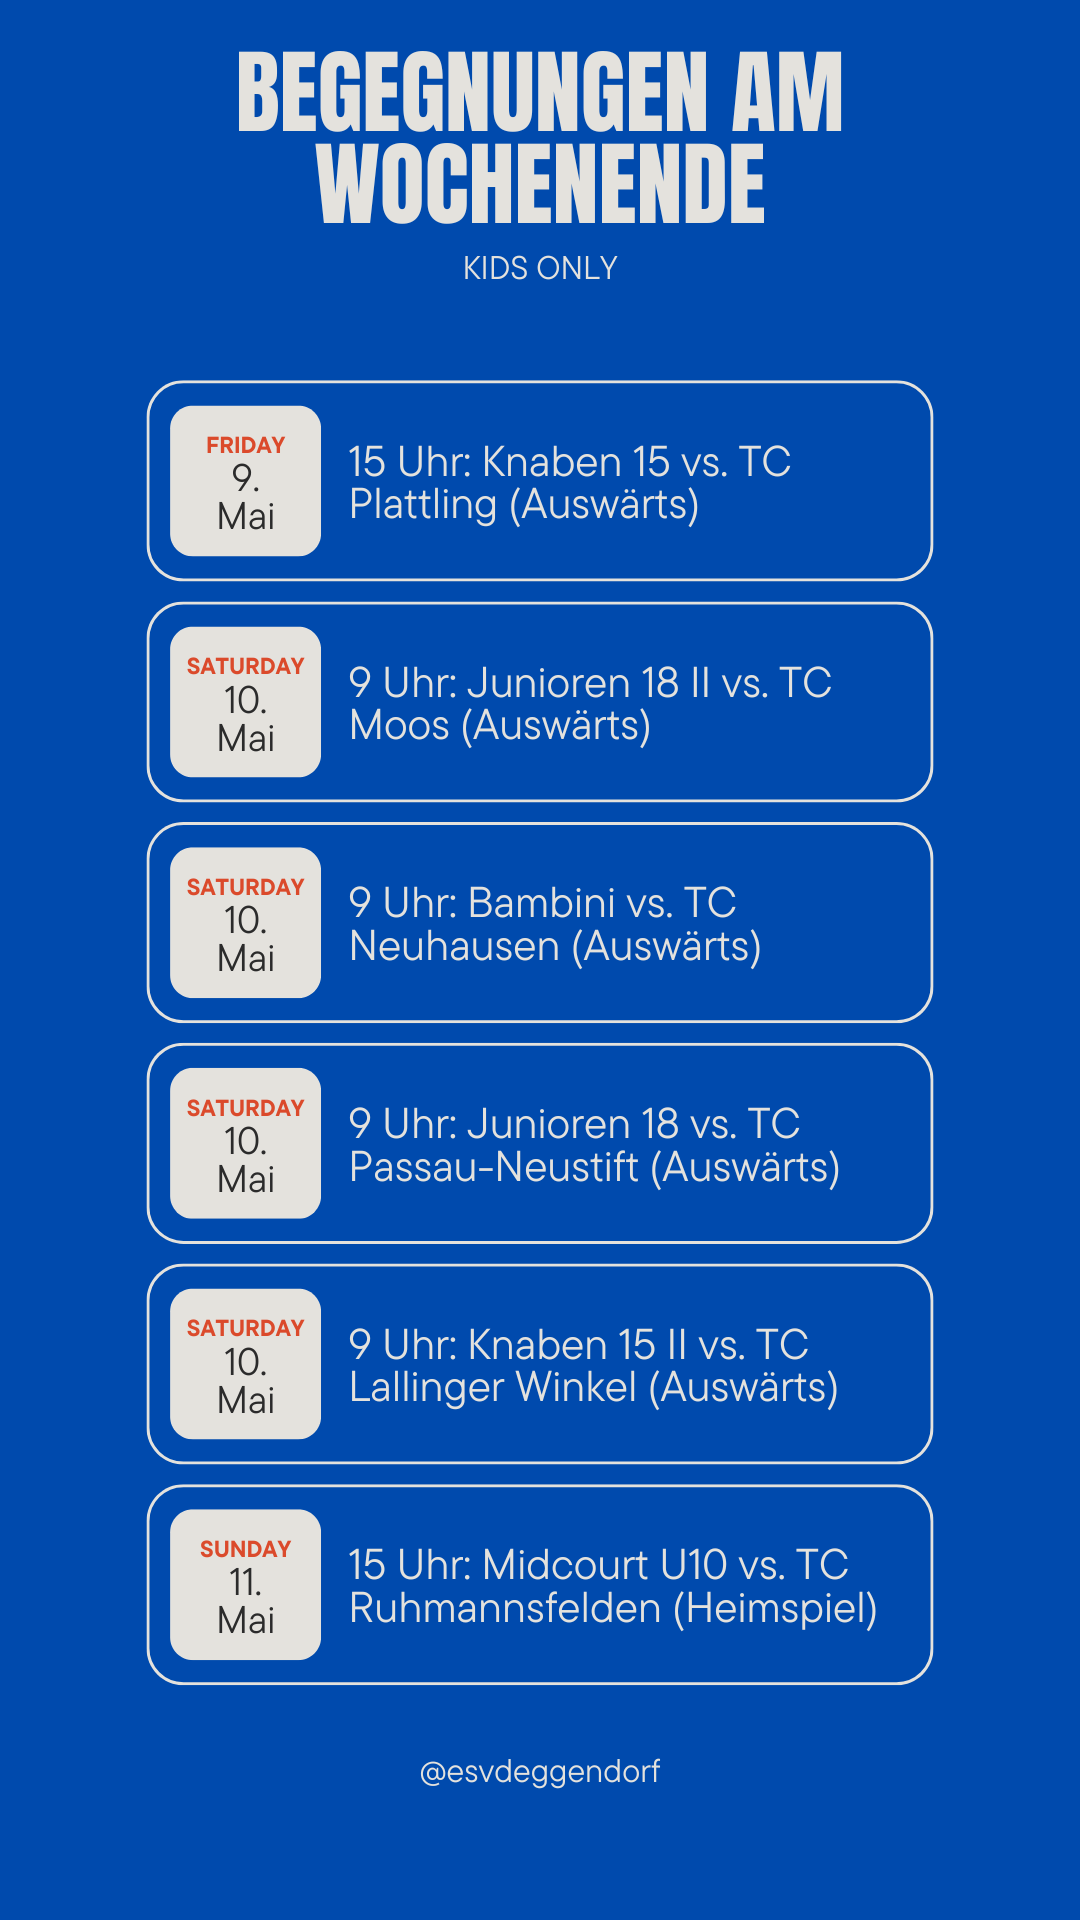 BEGEGNUNGEN AM
WOCHENENDE
KIDS ONLY
FRIDAY
9.
Mai
15 Uhr: Knaben 15 vs. TC
Plattling (Auswärts)
SATURDAY
10.
Mai
9 Uhr: Junioren 18 II vs. TC
Moos (Auswärts)
SATURDAY
10.
Mai
9 Uhr: Bambini vs. TC
Neuhausen (Auswärts)
SATURDAY
10.
Mai
9 Uhr: Junioren 18 vs. TC
Passau-Neustift (Auswärts)
SATURDAY
10.
Mai
9 Uhr: Knaben 15 II vs. TC
Lallinger Winkel (Auswärts)
SUNDAY
11.
Mai
15 Uhr: Midcourt U10 vs. TC
Ruhmannsfelden (Heimspiel)
@esvdeggendorf